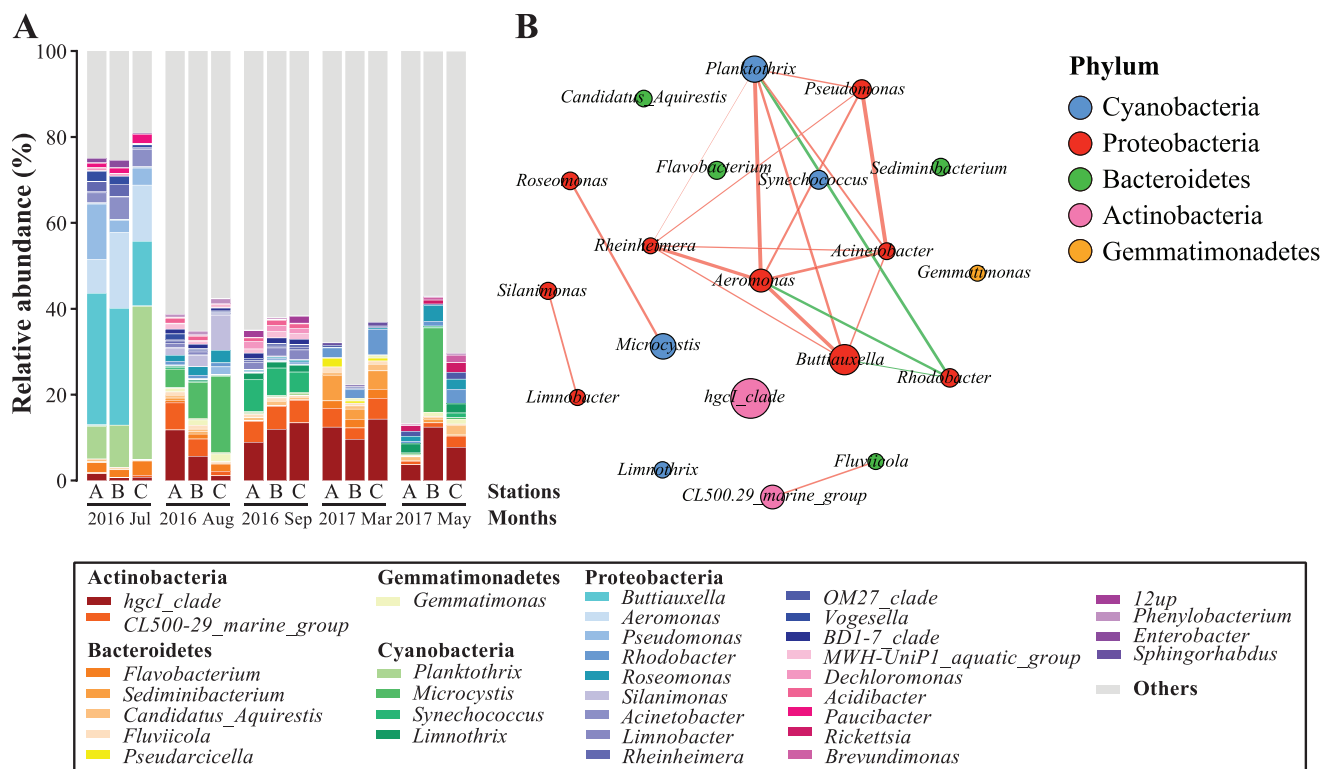 A
B
Relative abundance (%)
100
80
60
40
20
0
A B C A B C A B C A B C A B C
Stations
2016 Jul 2016 Aug 2016 Sep 2017 Mar 2017 May
Months
Planktothrix
Pseudomonas
Candidatus_Aquirestis
Flavobacterium
Synechococcus
Sediminibacterium
Roseomonas
Rheinheimera
Acinetobacter
Gemmatimonas
Aeromonas
Silanimonas
Microcystis
Buttiauxella
Rhodobacter
Limnobacter
hgcI_clade
Limnothrix
Fluviicola
CL500.29_marine_group
Phylum
Cyanobacteria
Proteobacteria
Bacteroidetes
Actinobacteria
Gemmatimonadetes
Actinobacteria
hgcI_clade
CL500-29_marine_group
Bacteroidetes
Flavobacterium
Sediminibacterium
Candidatus_Aquirestis
Fluviicola
Pseudarcicella
Gemmatimonadetes
Gemmatimonas
Cyanobacteria
Planktothrix
Microcystis
Synechococcus
Limnothrix
Proteobacteria
Buttiauxella
Aeromonas
Pseudomonas
Rhodobacter
Roseomonas
Silanimonas
Acinetobacter
Limnobacter
Rheinheimera
OM27_clade
Vogesella
BD1-7_clade
MWH-UniP1_aquatic_group
Dechloromonas
Acidibacter
Paucibacter
Rickettsia
Brevundimonas
12up
Phenylobacterium
Enterobacter
Sphingorhabdus
Others